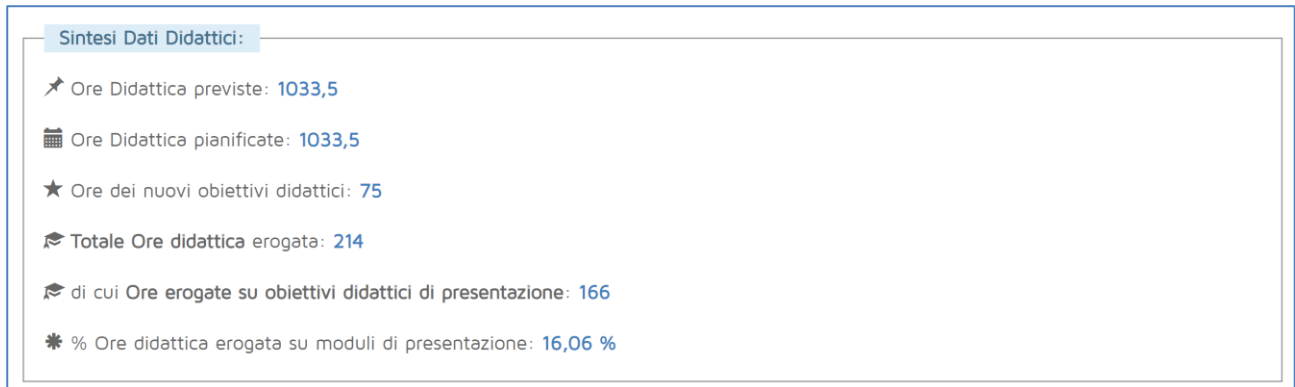 Sintesi Dati Didattici:
Ore Didattica previste: 1033,5
Ore Didattica pianificate: 1033,5
Ore dei nuovi obiettivi didattici: 75
Totale Ore didattica erogata: 214
di cui Ore erogate su obiettivi didattici di presentazione: 166
% Ore didattica erogata su moduli di presentazione: 16,06 %